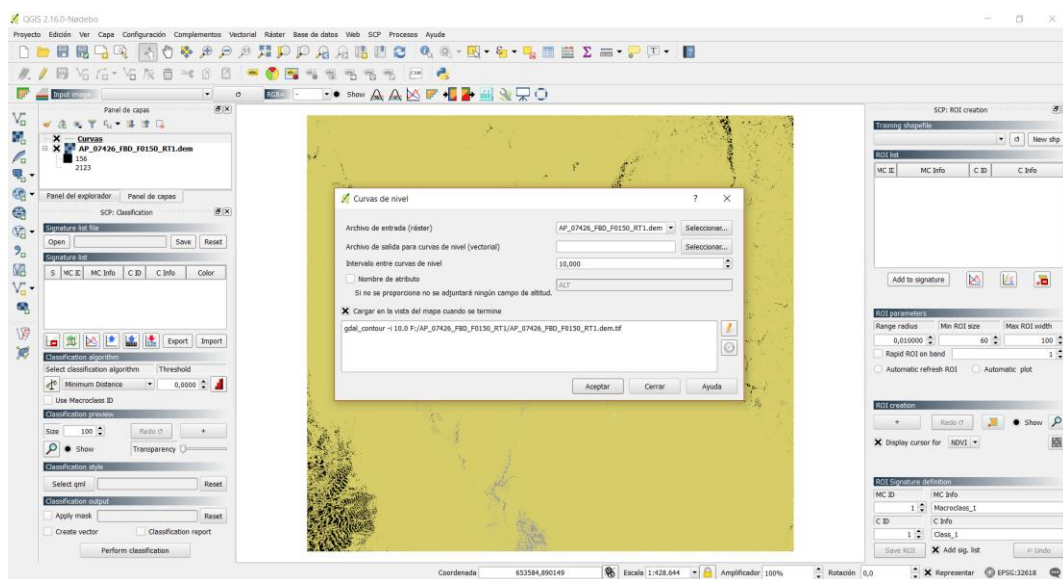 QGIS 2.16.0-Nødebo
Proyecto Edición Ver Capa Configuración Complementos Vectorial Ráster Base de datos Web SCP Procesos Ayuda
Input image
RGB= -
Show
Panel de capas
Curvas
AP_07426_FBD_F0150_RT1.dem
156
2123
Panel del explorador Panel de capas
SCP: Classification
Signature list file
Open Save Reset
Signature list
S MC ID MC Info C ID C Info Color
Export Import
Classification algorithm
Select classification algorithm Threshold
Minimum Distance 0,0000
Use Macroclass ID
Classification preview
Size 100 Redo +
Show Transparency
Classification style
Select qml Reset
Classification output
Apply mask Reset
Create vector Classification report
Perform classification
Curvas de nivel ? X
Archivo de entrada (ráster) AP_07426_FBD_F0150_RT1.dem Seleccionar...
Archivo de salida para curvas de nivel (vectorial) Seleccionar...
Intervalo entre curvas de nivel 10,000
Nombre de atributo
ALT
Si no se proporciona no se adjuntará ningún campo de altitud.
Cargar en la vista del mapa cuando se termine
gdal_contour -i 10.0 F:/AP_07426_FBD_F0150_RT1/AP_07426_FBD_F0150_RT1.dem.tif
Aceptar Cerrar Ayuda
SCP: ROI creation
Training shapefile
New shp
ROI list
MC ID MC Info C ID C Info
Add to signature
ROI parameters
Range radius Min ROI size Max ROI width
0,010000 60 100
Rapid ROI on band 1
Automatic refresh ROI Automatic plot
ROI creation
+ Redo Show
Display cursor for NDVI
ROI Signature definition
MC ID MC Info
1 Macroclass_1
C ID C Info
1 Class_1
Save ROI Add sig. list Undo
Coordenada 653584,890149 Escala 1:428.644 Amplificador 100% Rotación 0,0 Representar EPSG:32618